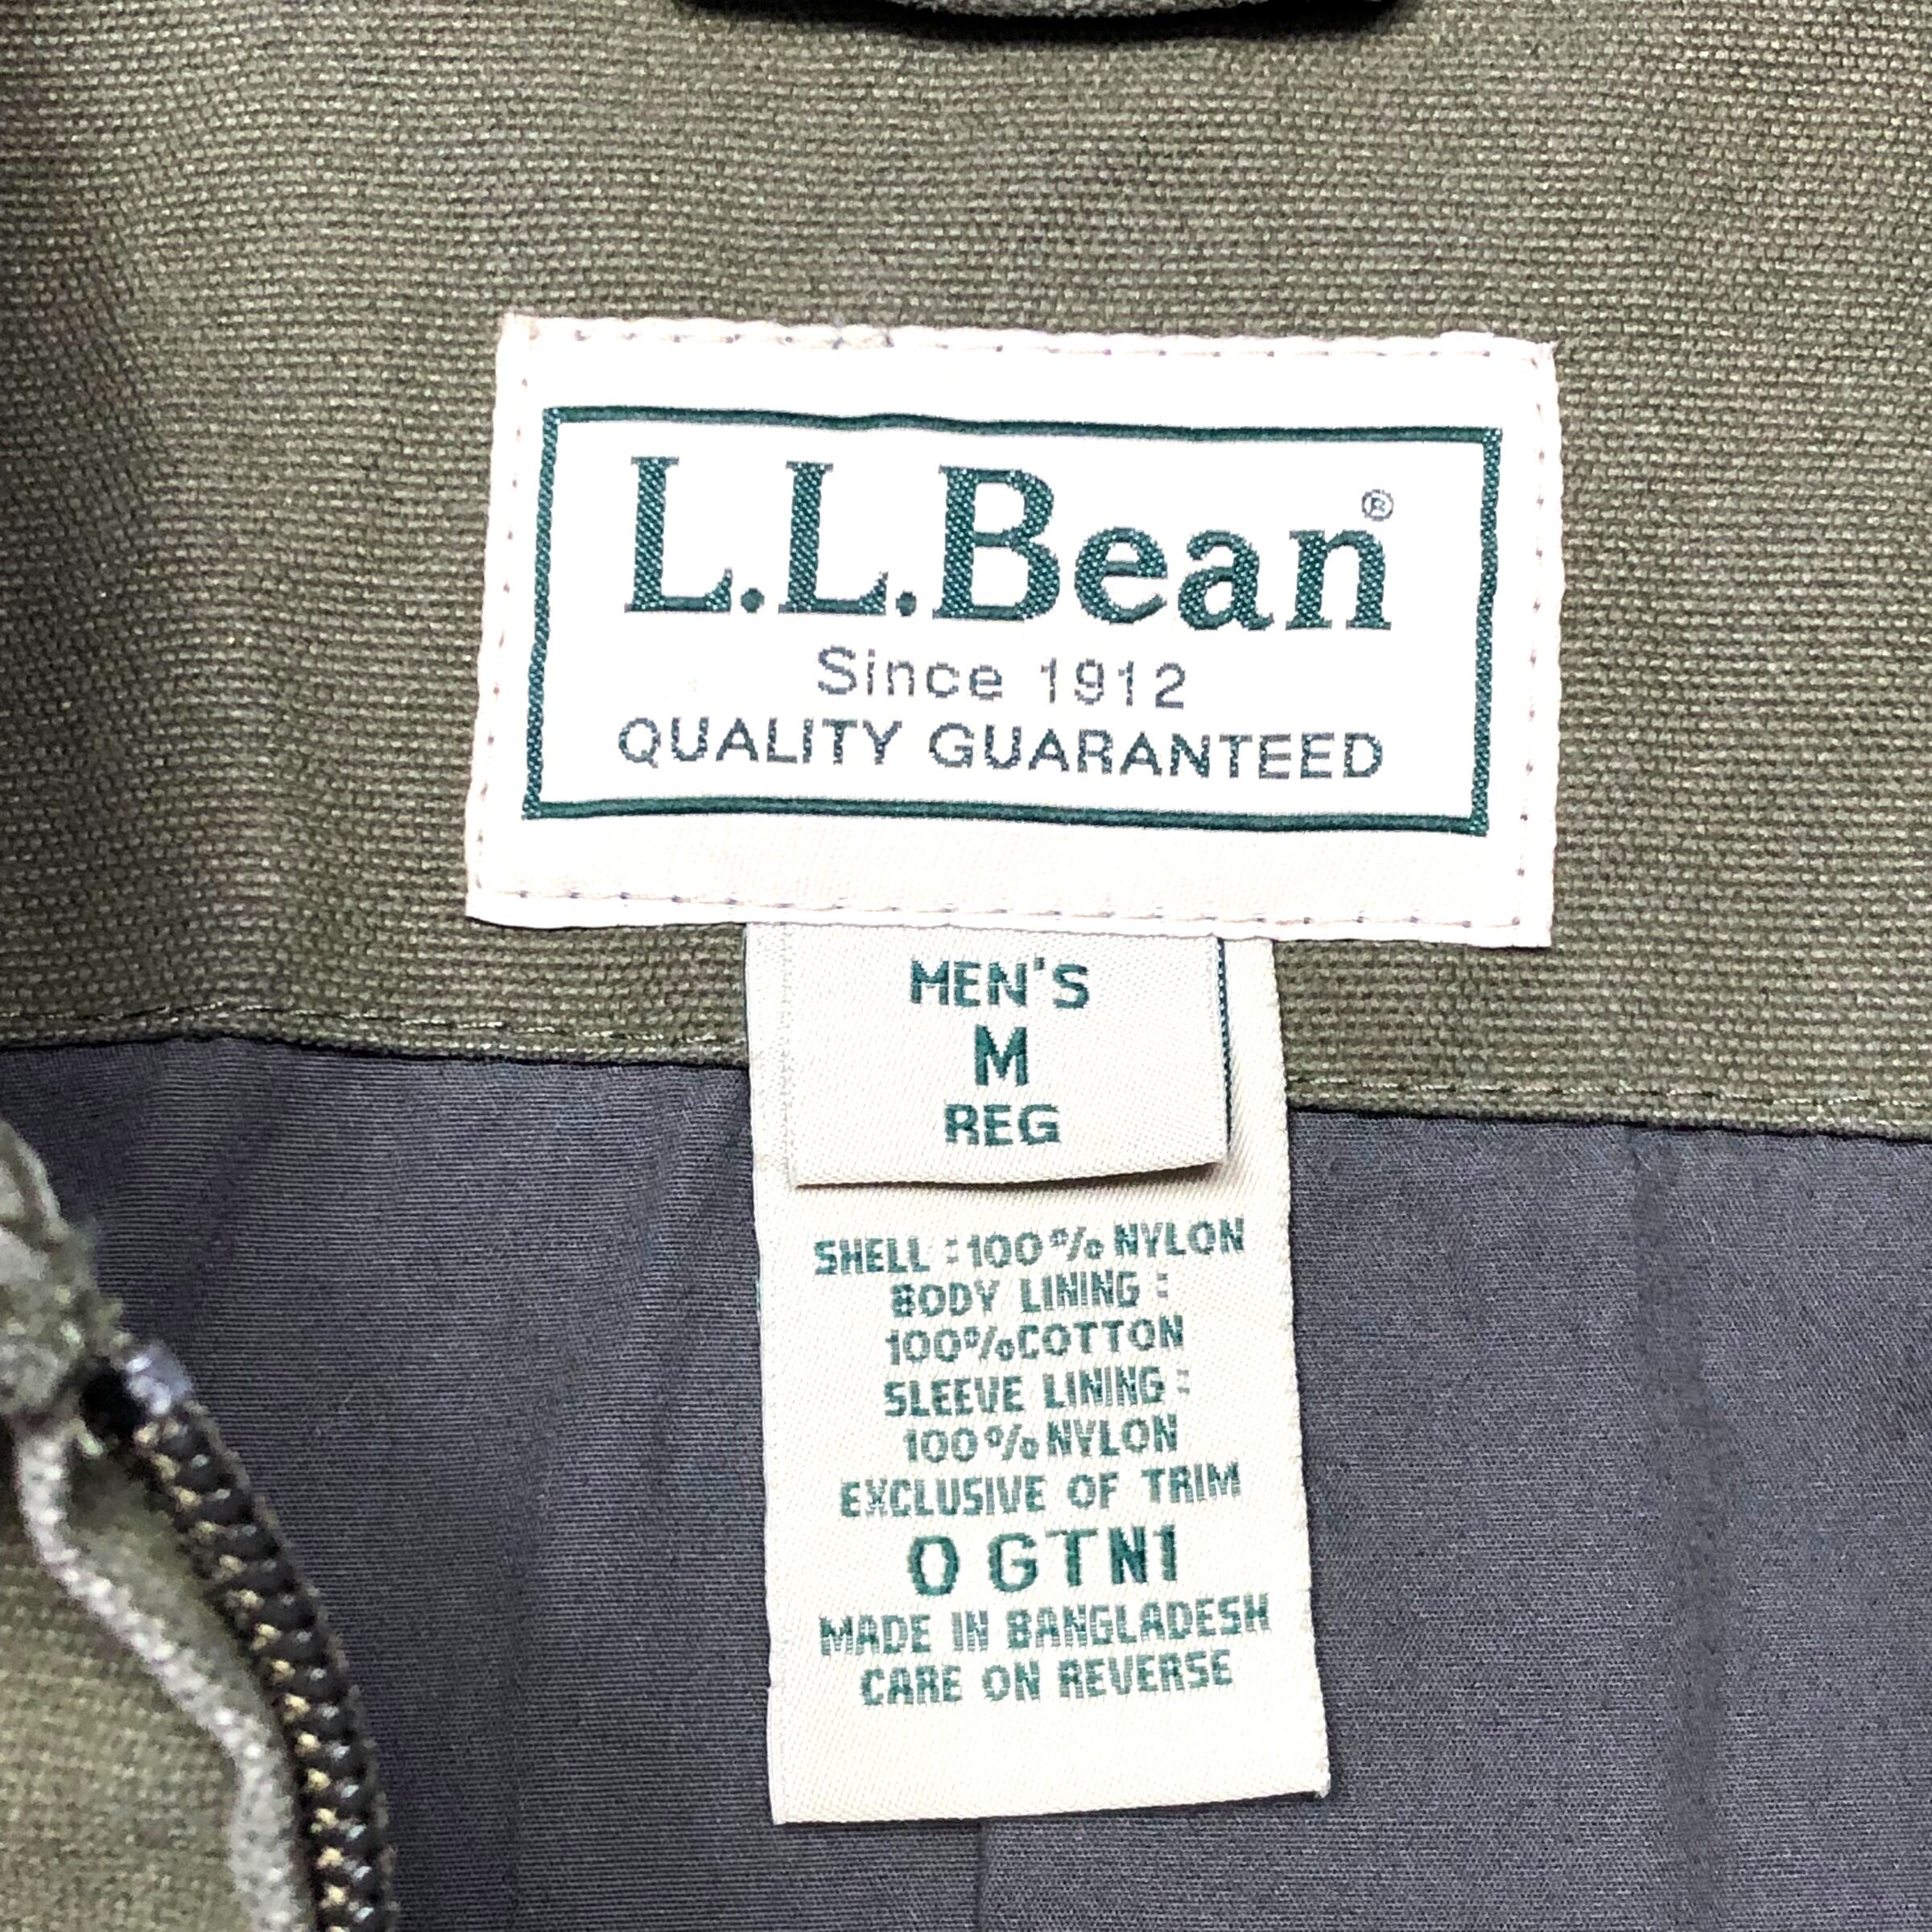 L.L.Bean®
Since 1912
QUALITY GUARANTEED
MEN'S
M
REG
SHELL : 100% NYLON
BODY LINING :
100% COTTON
SLEEVE LINING :
100% NYLON
EXCLUSIVE OF TRIM
0 GTN1
MADE IN BANGLADESH
CARE ON REVERSE